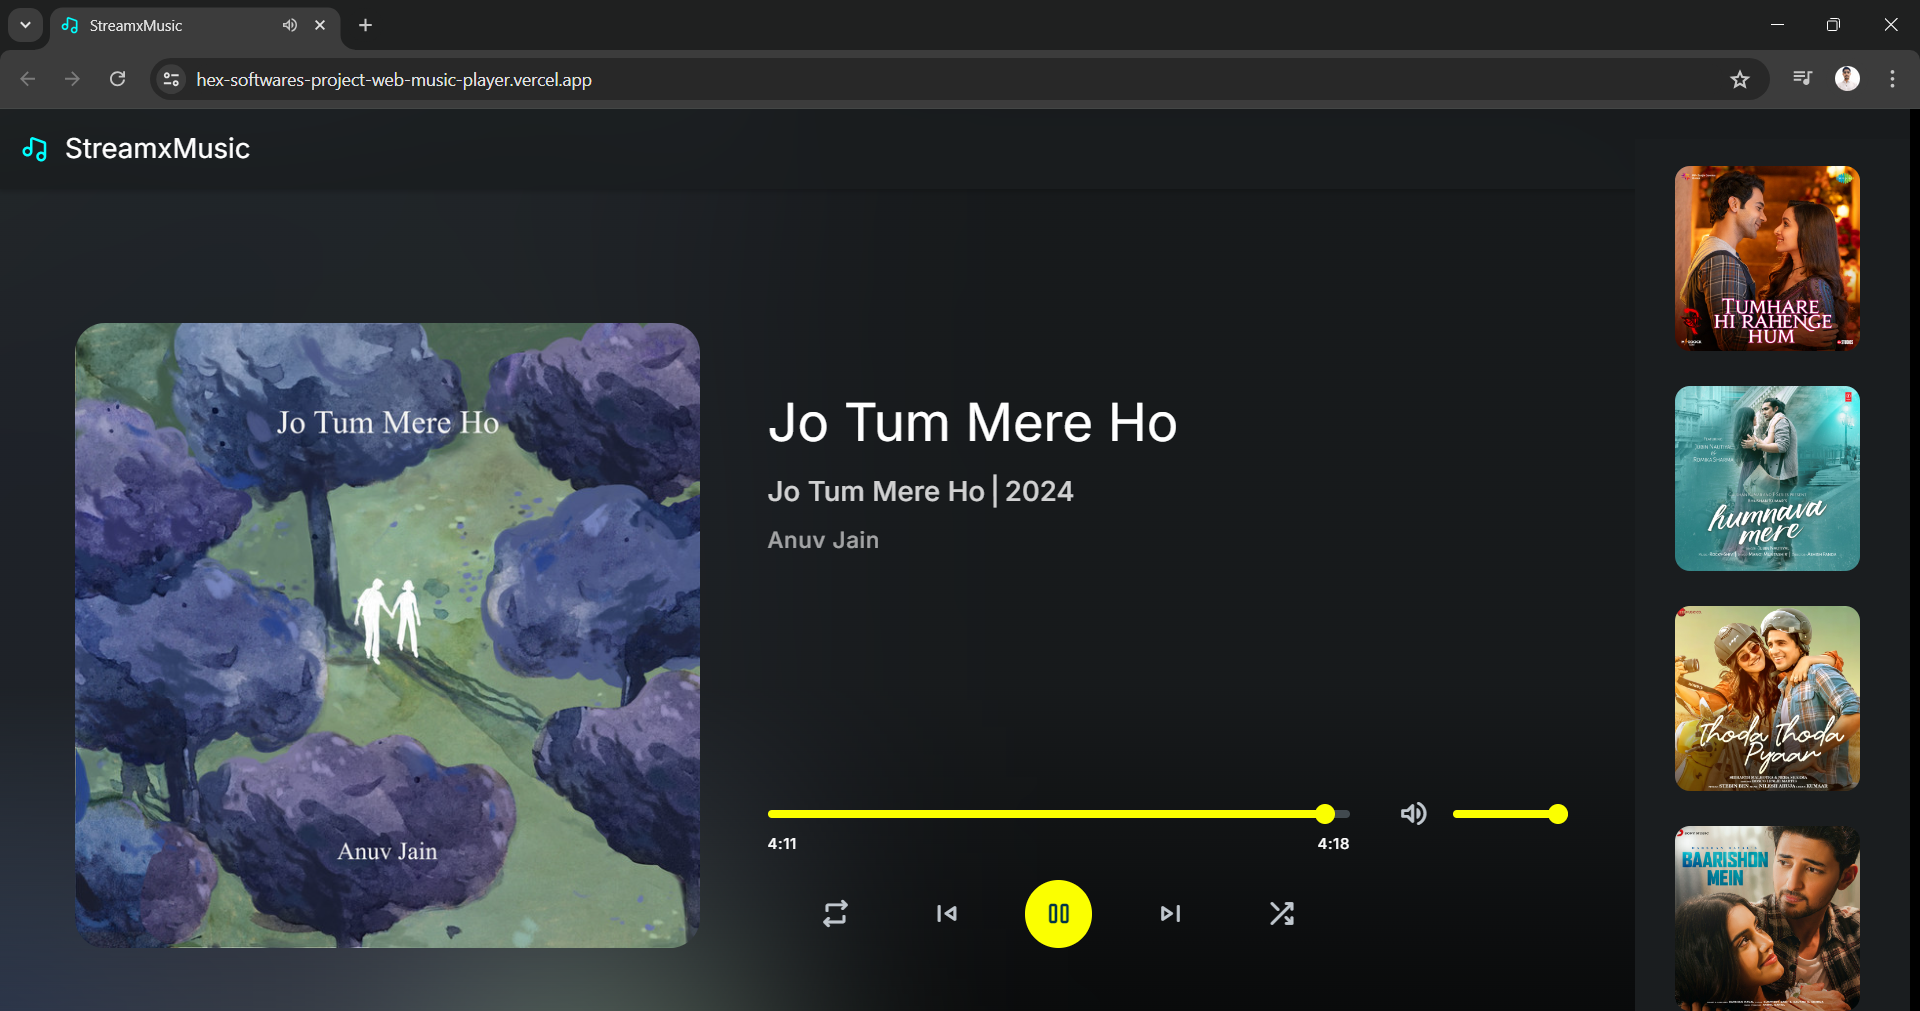 StreamxMusic
hex-softwares-project-web-music-player.vercel.app
StreamxMusic
Jo Tum Mere Ho
Anuv Jain
Jo Tum Mere Ho
Jo Tum Mere Ho | 2024
Anuv Jain
4:11
4:18
TUMHARE
HI RAHENGE
HUM
humnava
mere
Thoda Thoda
Pyaar
BAARISHON
MEIN